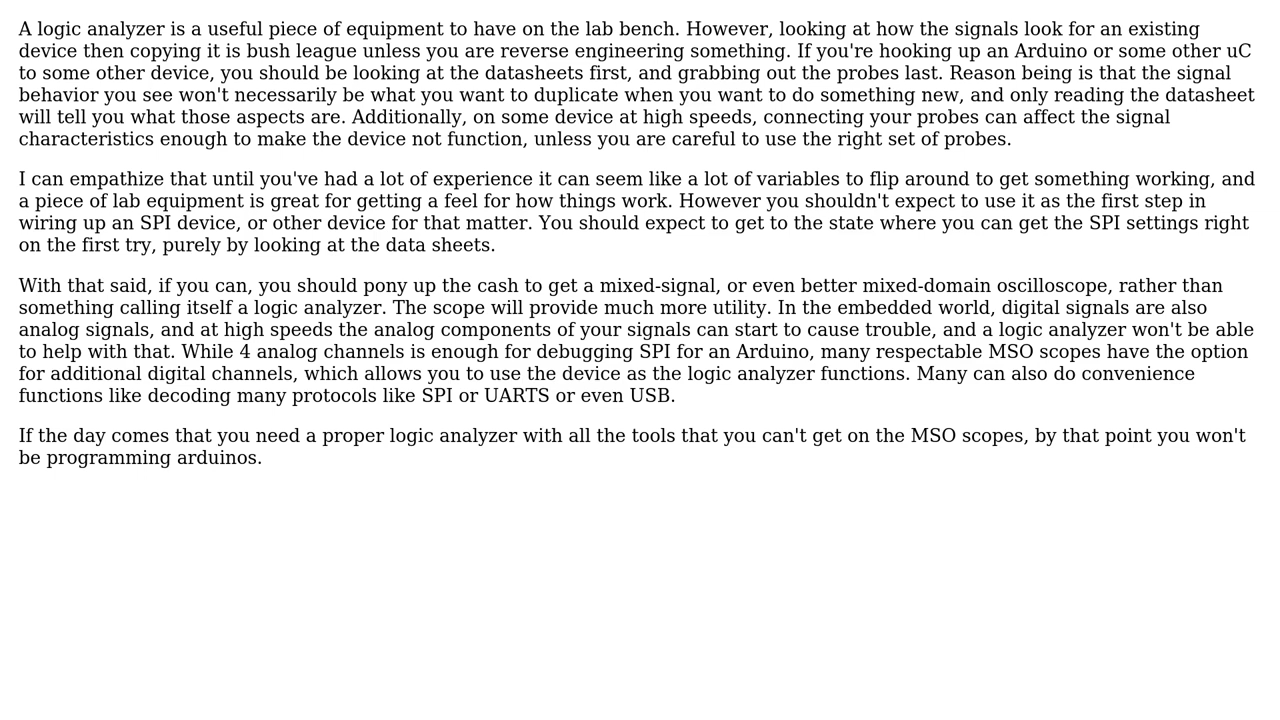 A logic analyzer is a useful piece of equipment to have on the lab bench. However, looking at how the signals look for an existing
device then copying it is bush league unless you are reverse engineering something. If you're hooking up an Arduino or some other uC
to some other device, you should be looking at the datasheets first, and grabbing out the probes last. Reason being is that the signal
behavior you see won't necessarily be what you want to duplicate when you want to do something new, and only reading the datasheet
will tell you what those aspects are. Additionally, on some device at high speeds, connecting your probes can affect the signal
characteristics enough to make the device not function, unless you are careful to use the right set of probes.
I can empathize that until you've had a lot of experience it can seem like a lot of variables to flip around to get something working, and
a piece of lab equipment is great for getting a feel for how things work. However you shouldn't expect to use it as the first step in
wiring up an SPI device, or other device for that matter. You should expect to get to the state where you can get the SPI settings right
on the first try, purely by looking at the data sheets.
With that said, if you can, you should pony up the cash to get a mixed-signal, or even better mixed-domain oscilloscope, rather than
something calling itself a logic analyzer. The scope will provide much more utility. In the embedded world, digital signals are also
analog signals, and at high speeds the analog components of your signals can start to cause trouble, and a logic analyzer won't be able
to help with that. While 4 analog channels is enough for debugging SPI for an Arduino, many respectable MSO scopes have the option
for additional digital channels, which allows you to use the device as the logic analyzer functions. Many can also do convenience
functions like decoding many protocols like SPI or UARTS or even USB.
If the day comes that you need a proper logic analyzer with all the tools that you can't get on the MSO scopes, by that point you won't
be programming arduinos.